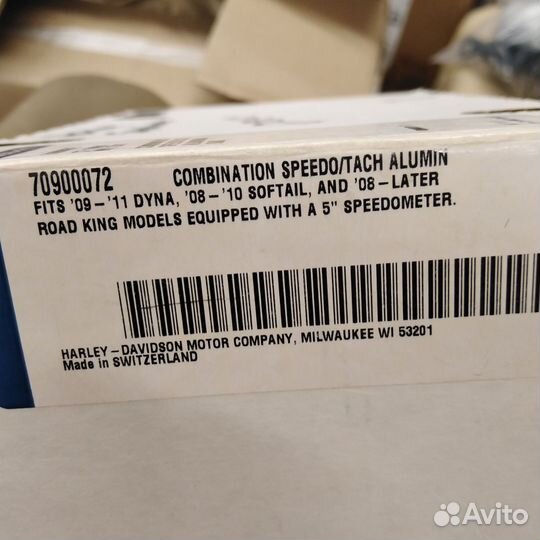 70900072 COMBINATION SPEEDO/TACH ALUMIN
FITS '09-'11 DYNA, '08-'10 SOFTAIL, AND '08-LATER
ROAD KING MODELS EQUIPPED WITH A 5" SPEEDOMETER.
HARLEY-DAVIDSON MOTOR COMPANY, MILWAUKEE WI 53201
Made in SWITZERLAND
Avito